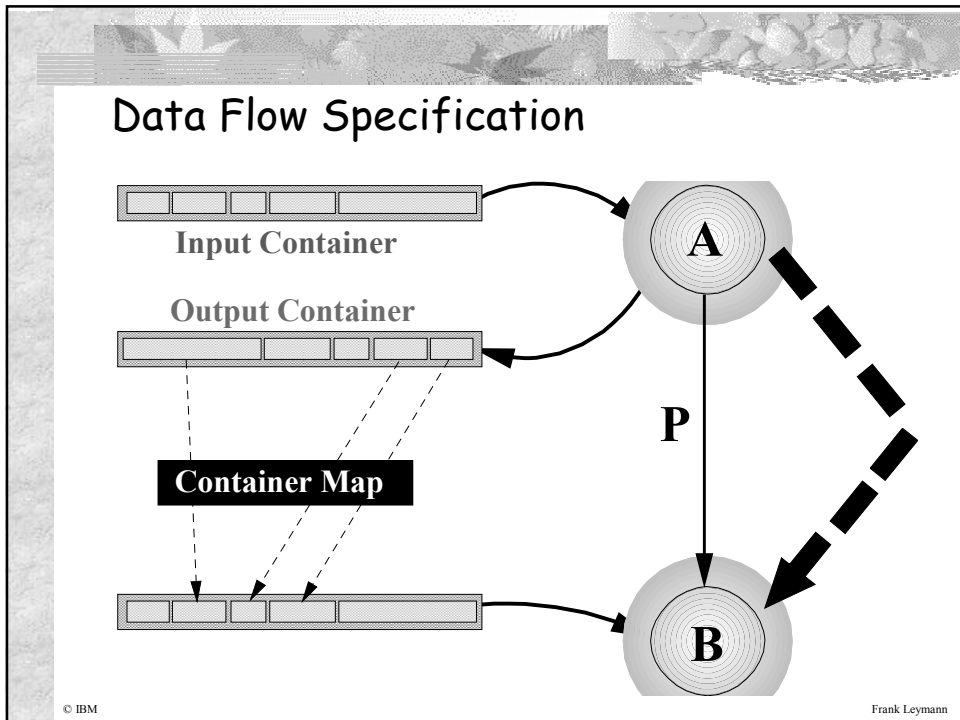 Data Flow Specification
Input Container
A
Output Container
P
Container Map
B
© IBM
Frank Leymann